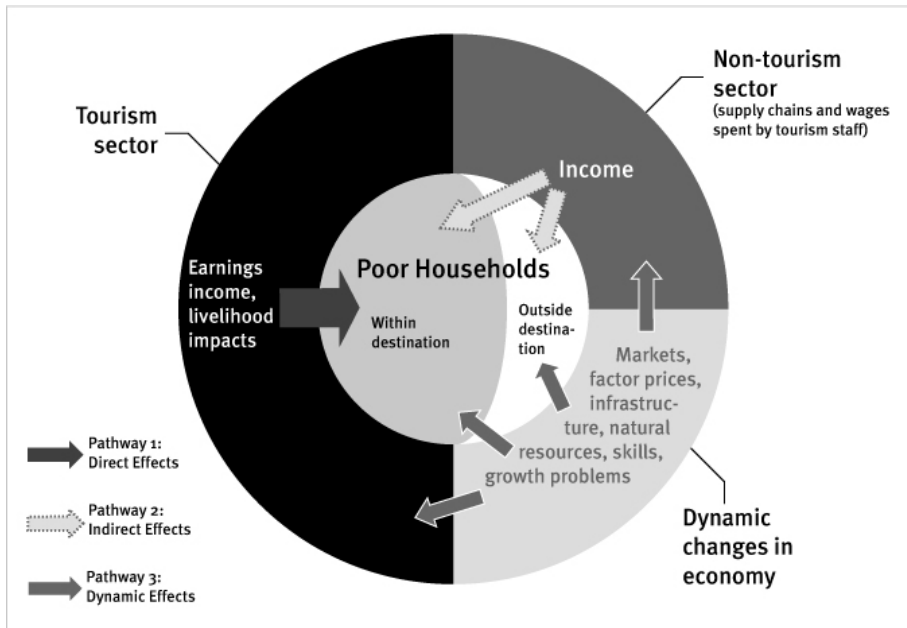 Tourism
sector
Non-tourism
sector
(supply chains and wages
spent by tourism staff)
Income
Poor Households
Earnings
income,
livelihood
impacts
Within
destination
Outside
destina-
tion
Markets,
factor prices,
infrastruc-
ture, natural
resources, skills,
growth problems
Dynamic
changes in
economy
Pathway 1:
Direct Effects
Pathway 2:
Indirect Effects
Pathway 3:
Dynamic Effects